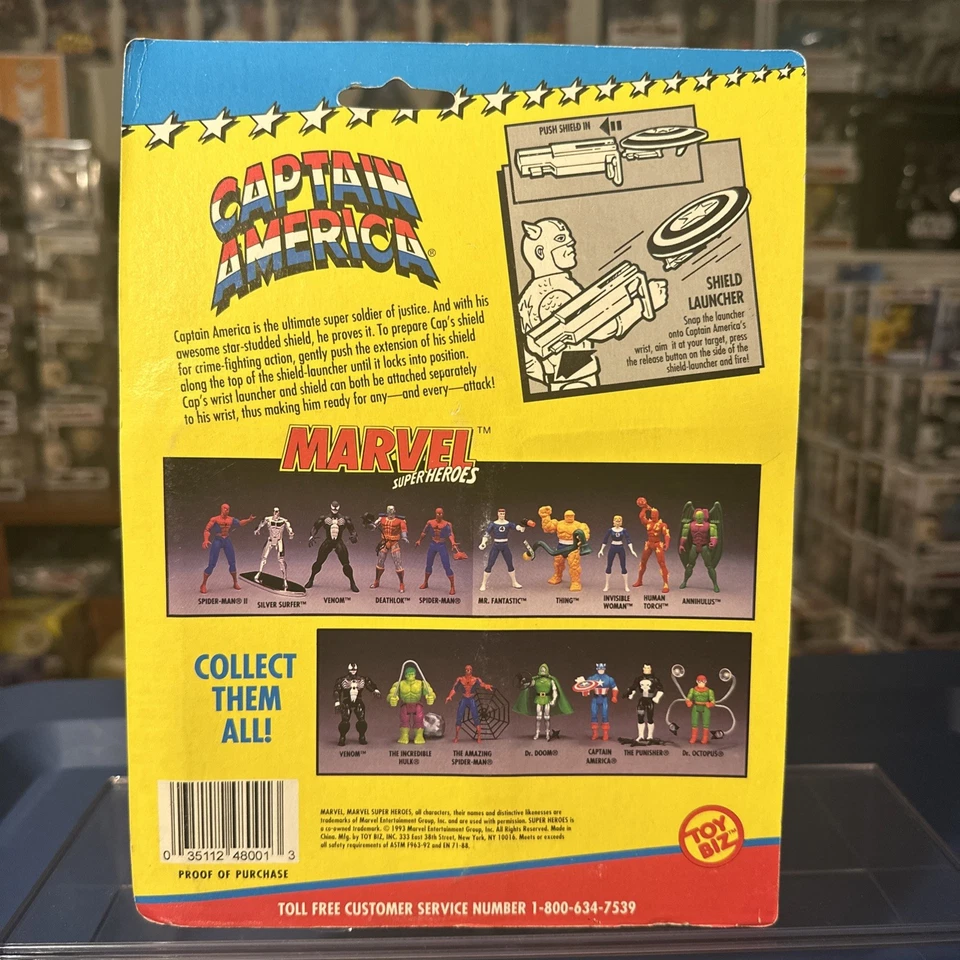 CAPTAIN
AMERICA®
Captain America is the ultimate super soldier of justice. And with his
awesome star-studded shield, he proves it. To prepare Cap's shield
for crime-fighting action, gently push the extension of his shield
along the top of the shield-launcher until it locks into position.
Cap's wrist launcher and shield can both be attached separately
to his wrist, thus making him ready for any—and every—attack!
PUSH SHIELD IN
SHIELD
LAUNCHER
Snap the launcher
onto Captain America's
wrist, aim it at your target, press
the release button on the side of the
shield-launcher and fire!
MARVEL™
SUPER HEROES
SPIDER-MAN® II
SILVER SURFER™
VENOM™
DEATHLOK™
SPIDER-MAN®
MR. FANTASTIC™
THING™
INVISIBLE
WOMAN™
HUMAN
TORCH™
ANNIHILUS™
COLLECT
THEM
ALL!
VENOM™
THE INCREDIBLE
HULK®
THE AMAZING
SPIDER-MAN®
Dr. DOOM®
CAPTAIN
AMERICA®
THE PUNISHER®
Dr. OCTOPUS®
0 35112 48001 3
PROOF OF PURCHASE
MARVEL, MARVEL SUPER HEROES, all characters, their names and distinctive likenesses are
trademarks of Marvel Entertainment Group, Inc. and are used with permission. SUPER HEROES is
a co-owned trademark. © 1993 Marvel Entertainment Group, Inc. All Rights Reserved. Made in
China. Mfg. by TOY BIZ, INC. 333 East 38th Street, New York, NY 10016. Meets or exceeds
all safety requirements of ASTM F963-92 and EN 71-88.
TOY
BIZ™
TOLL FREE CUSTOMER SERVICE NUMBER 1-800-634-7539